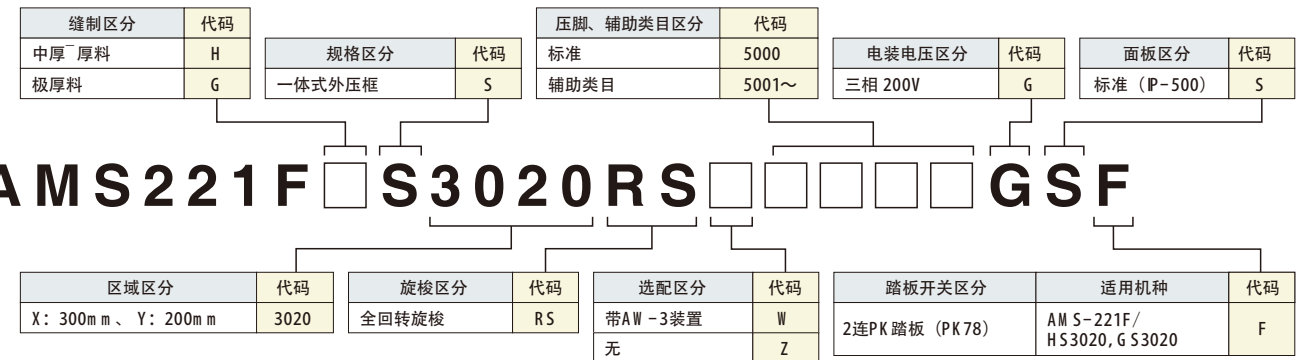 缝制区分 代码
中厚‾厚料 H
极厚料 G
规格区分 代码
一体式外压框 S
压脚、辅助类目区分 代码
标准 5000
辅助类目 5001～
电装电压区分 代码
三相 200V G
面板区分 代码
标准（IP-500） S
AMS221F□S3020RS□□□□□GSF
区域区分 代码
X：300mm、Y：200mm 3020
旋梭区分 代码
全回转旋梭 RS
选配区分 代码
带AW-3装置 W
无 Z
踏板开关区分 适用机种 代码
2连PK踏板（PK78） AMS-221F/ F
HS3020,GS3020